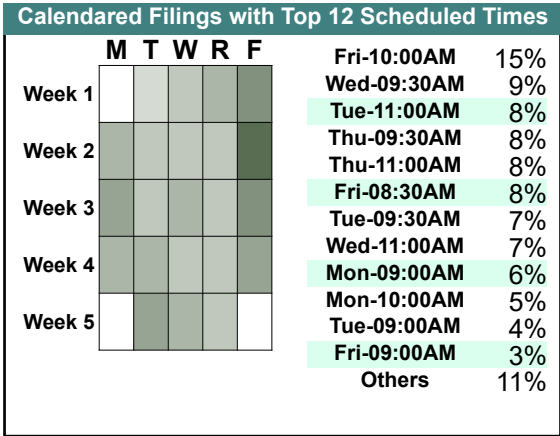 Calendared Filings with Top 12 Scheduled Times
M T W R F
Week 1
Week 2
Week 3
Week 4
Week 5
Fri-10:00AM 15%
Wed-09:30AM 9%
Tue-11:00AM 8%
Thu-09:30AM 8%
Thu-11:00AM 8%
Fri-08:30AM 8%
Tue-09:30AM 7%
Wed-11:00AM 7%
Mon-09:00AM 6%
Mon-10:00AM 5%
Tue-09:00AM 4%
Fri-09:00AM 3%
Others 11%